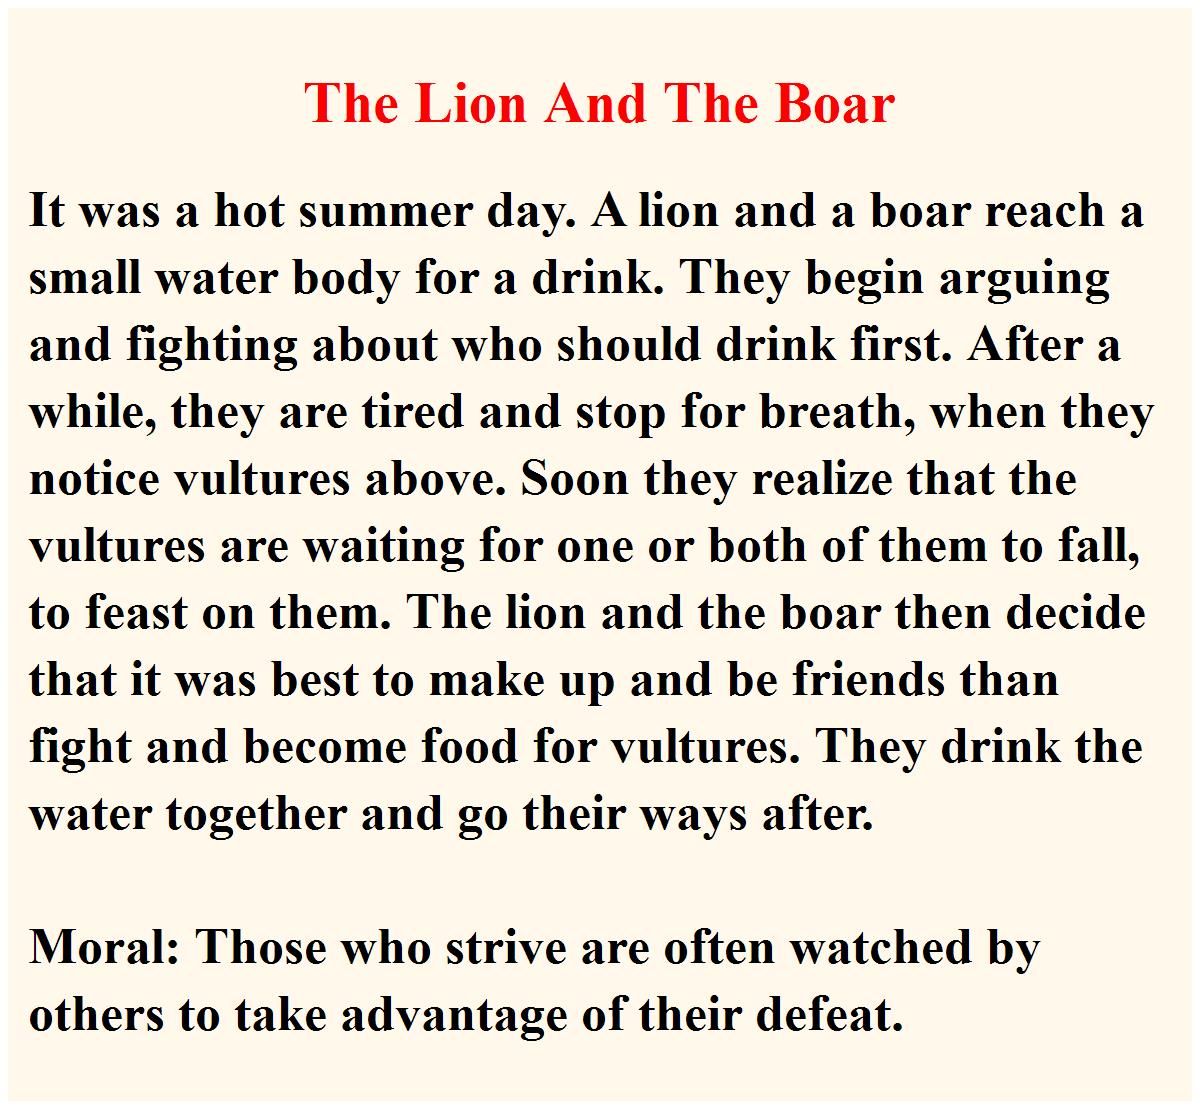 The Lion And The Boar
It was a hot summer day. A lion and a boar reach a
small water body for a drink. They begin arguing
and fighting about who should drink first. After a
while, they are tired and stop for breath, when they
notice vultures above. Soon they realize that the
vultures are waiting for one or both of them to fall,
to feast on them. The lion and the boar then decide
that it was best to make up and be friends than
fight and become food for vultures. They drink the
water together and go their ways after.
Moral: Those who strive are often watched by
others to take advantage of their defeat.